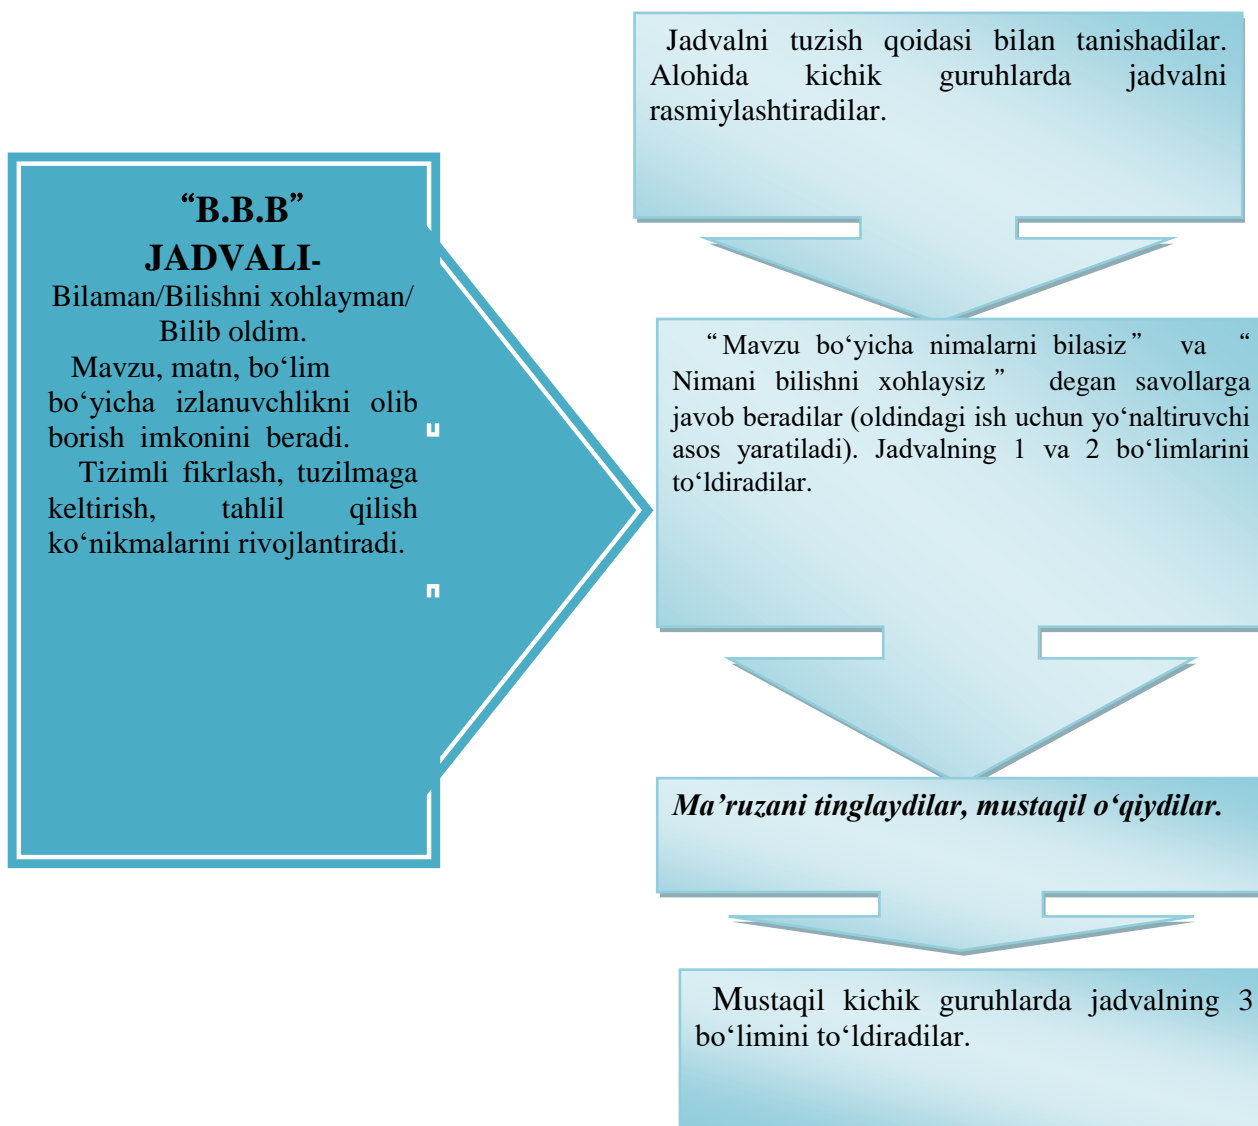 “B.B.B”
JADVALI-
Bilaman/Bilishni xohlayman/
Bilib oldim.
Mavzu, matn, bo‘lim
bo‘yicha izlanuvchlikni olib
borish imkonini beradi.
Tizimli fikrlash, tuzilmaga
keltirish, tahlil qilish
ko‘nikmalarini rivojlantiradi.
Jadvalni tuzish qoidasi bilan tanishadilar.
Alohida kichik guruhlarda jadvalni
rasmiylashtiradilar.
“Mavzu bo‘yicha nimalarni bilasiz” va “
Nimani bilishni xohlaysiz” degan savollarga
javob beradilar (oldindagi ish uchun yo‘naltiruvchi
asos yaratiladi). Jadvalning 1 va 2 bo‘limlarini
to‘ldiradilar.
Ma’ruzani tinglaydilar, mustaqil o‘qiydilar.
Mustaqil kichik guruhlarda jadvalning 3
bo‘limini to‘ldiradilar.